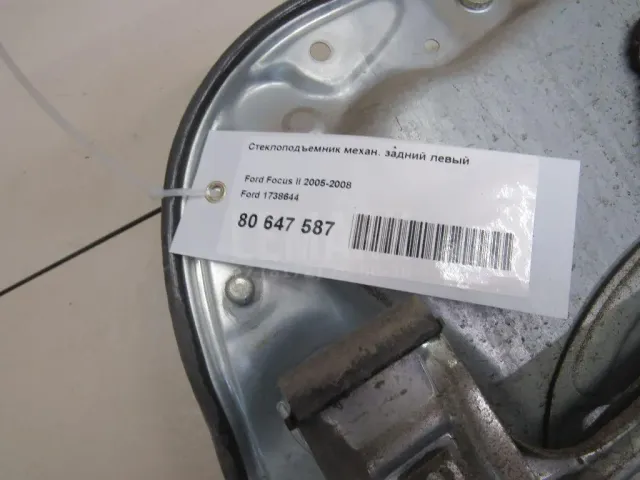 Стеклоподъемник механ. задний левый
Ford Focus II 2005-2008
Ford 1738644
80 647 587